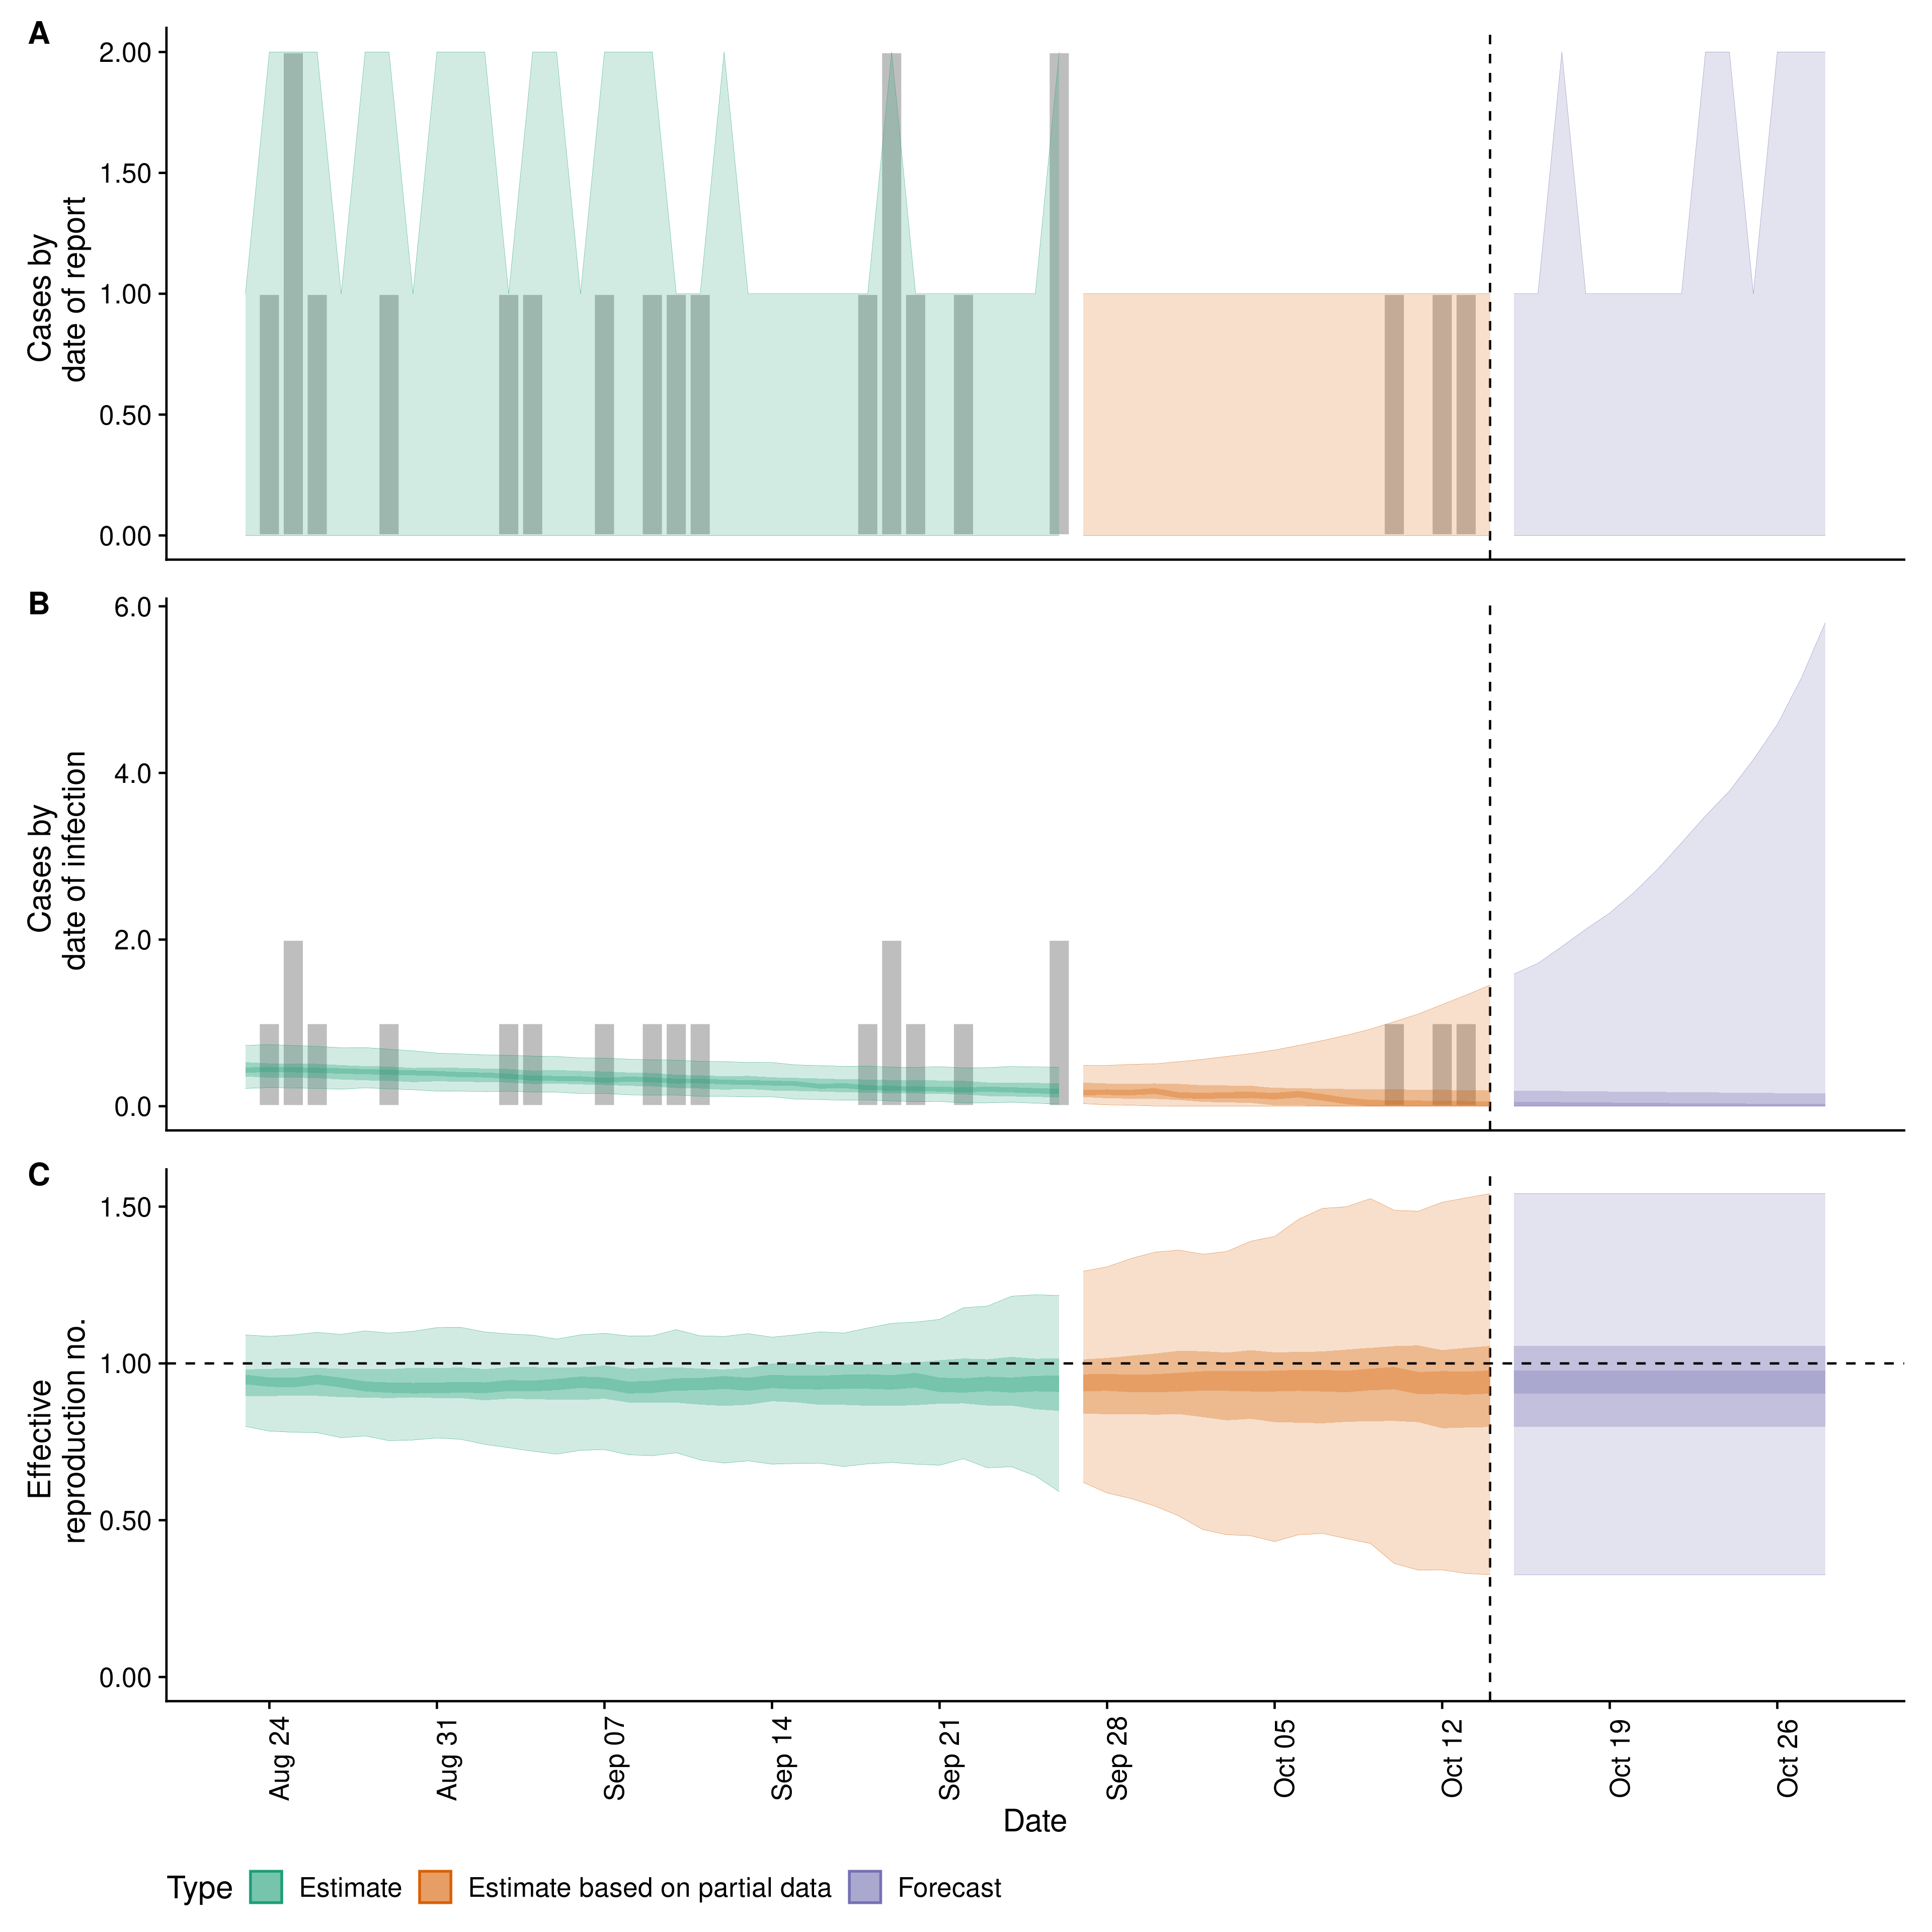 A
2.00
1.50
1.00
0.50
0.00
Cases by
date of report
B
6.0
4.0
2.0
0.0
Cases by
date of infection
C
1.50
1.00
0.50
0.00
Effective
reproduction no.
Aug 24
Aug 31
Sep 07
Sep 14
Sep 21
Sep 28
Oct 05
Oct 12
Oct 19
Oct 26
Date
Type Estimate Estimate based on partial data Forecast